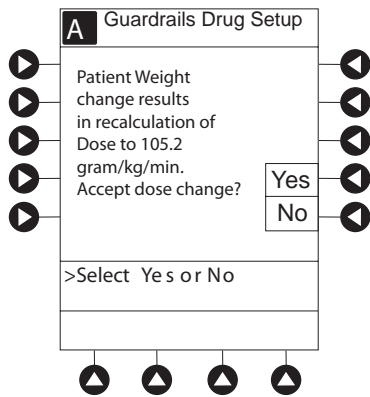 A Guardrails Drug Setup
Patient Weight
change results
in recalculation of
Dose to 105.2
gram/kg/min.
Accept dose change?
Yes
No
>Select Yes or No